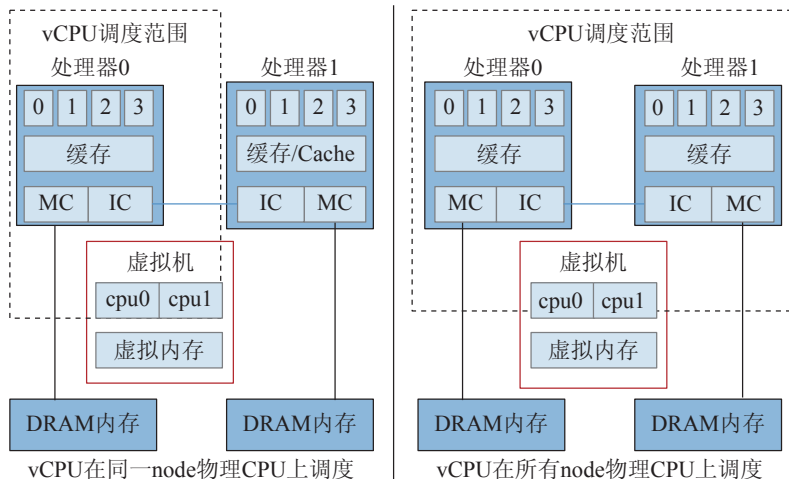 vCPU调度范围
处理器0
处理器1
0 1 2 3
0 1 2 3
缓存
缓存/Cache
MC IC
IC MC
虚拟机
cpu0 cpu1
虚拟内存
DRAM内存
DRAM内存
vCPU在同一node物理CPU上调度
vCPU调度范围
处理器0
处理器1
0 1 2 3
0 1 2 3
缓存
缓存
MC IC
IC MC
虚拟机
cpu0 cpu1
虚拟内存
DRAM内存
DRAM内存
vCPU在所有node物理CPU上调度